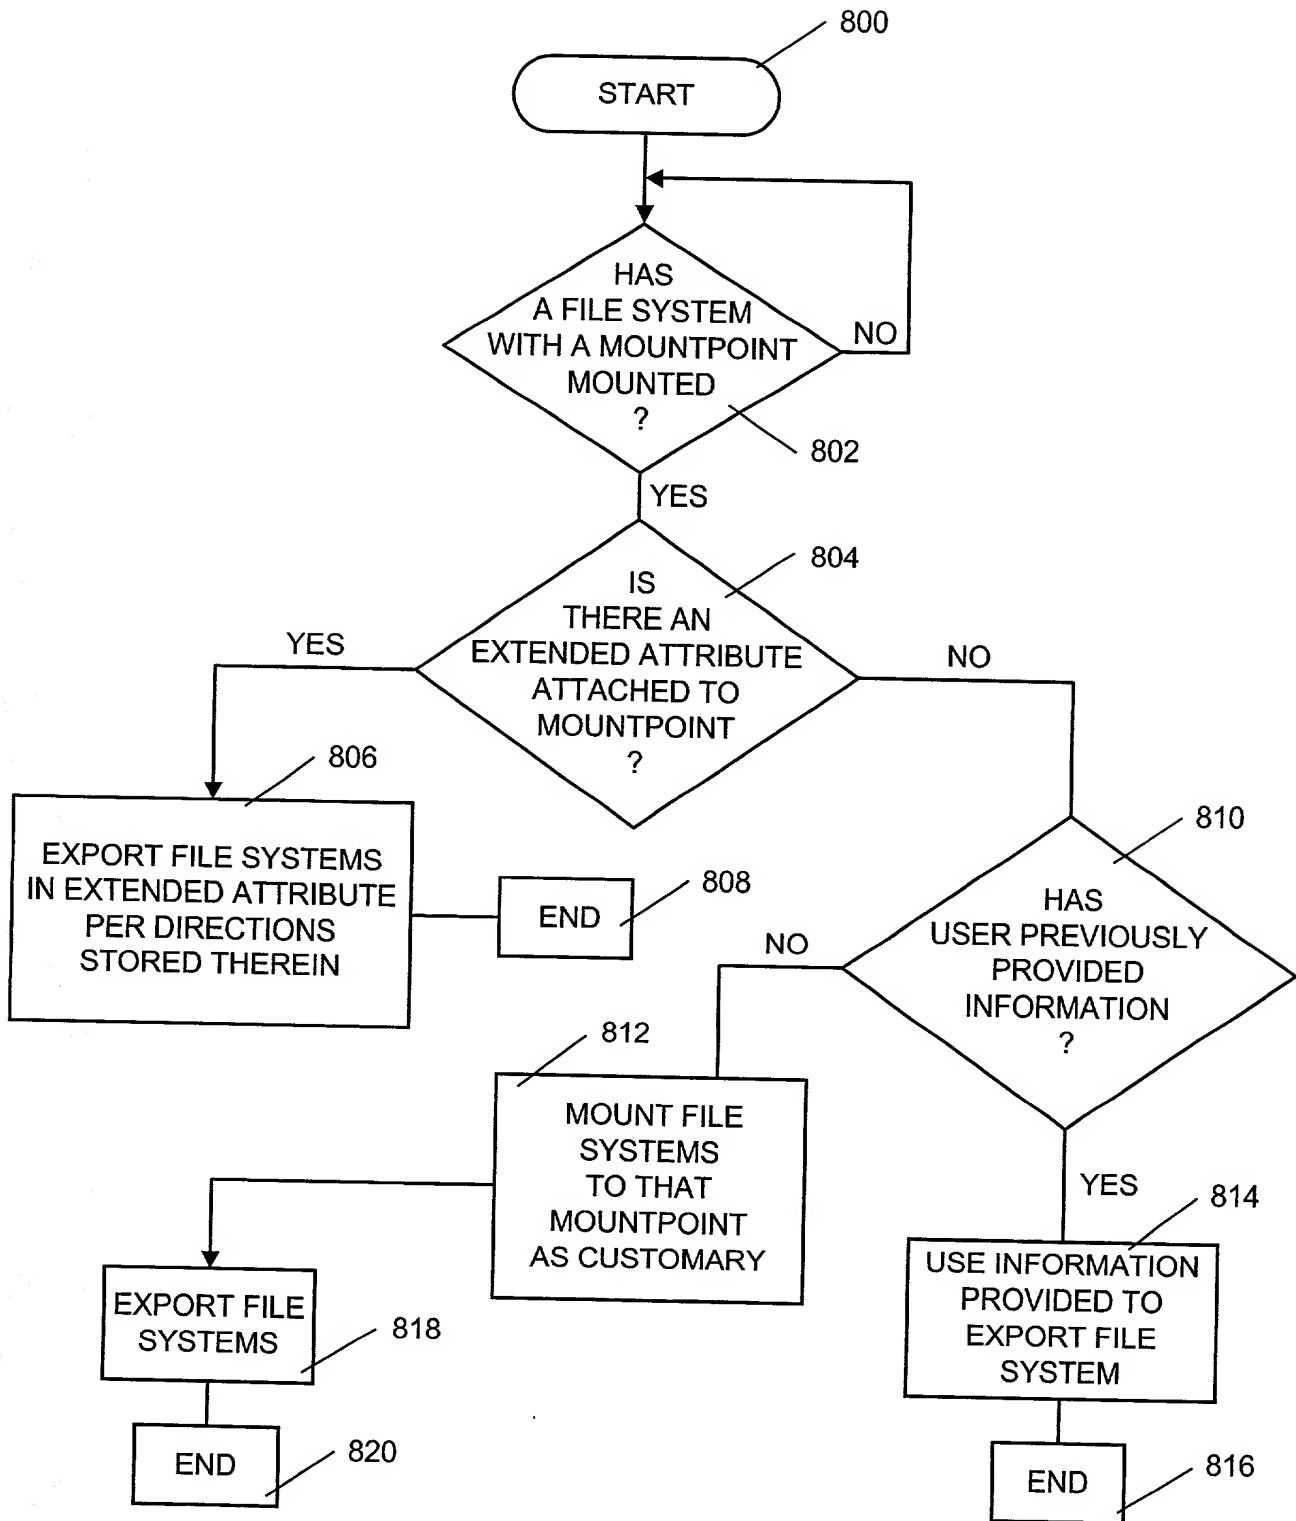 800
START
HAS
A FILE SYSTEM
WITH A MOUNTPOINT
MOUNTED
?
NO
802
YES
804
IS
THERE AN
EXTENDED ATTRIBUTE
ATTACHED TO
MOUNTPOINT
?
YES
NO
806
EXPORT FILE SYSTEMS
IN EXTENDED ATTRIBUTE
PER DIRECTIONS
STORED THEREIN
END
808
810
HAS
USER PREVIOUSLY
PROVIDED
INFORMATION
?
NO
812
MOUNT FILE
SYSTEMS
TO THAT
MOUNTPOINT
AS CUSTOMARY
YES
814
USE INFORMATION
PROVIDED TO
EXPORT FILE
SYSTEM
EXPORT FILE
SYSTEMS
818
END
820
END
816